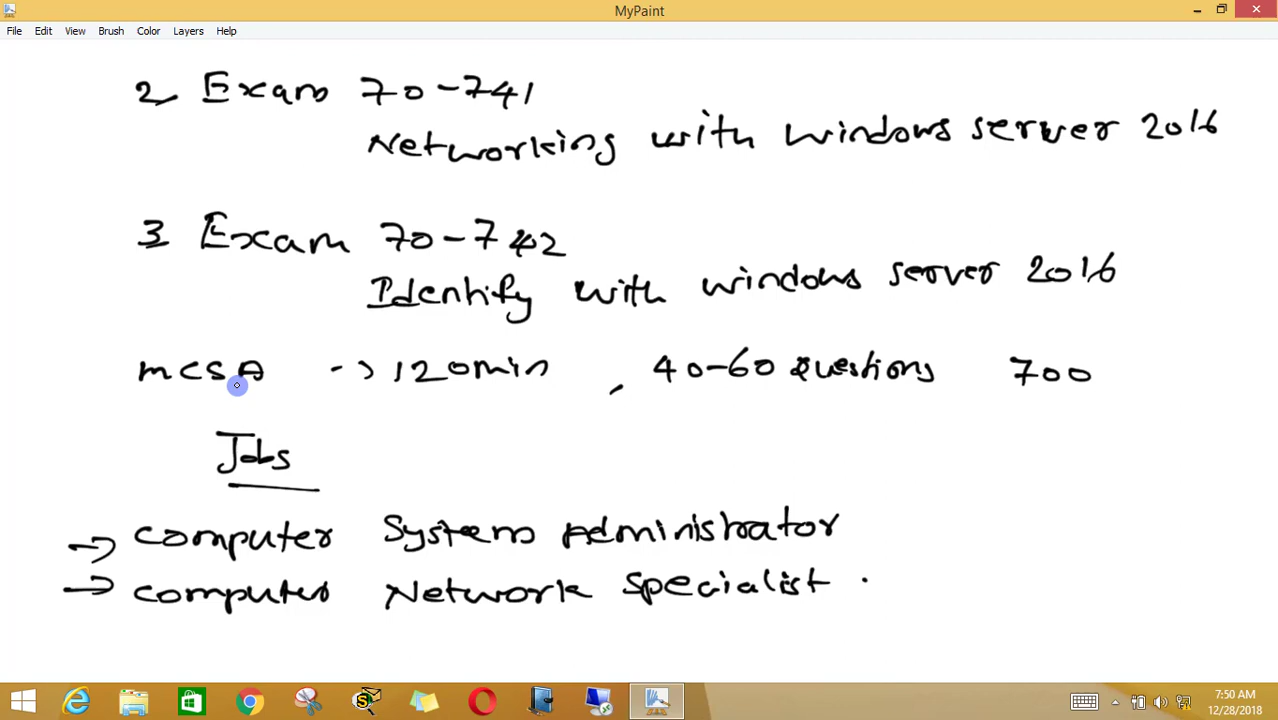 MyPaint
File Edit View Brush Color Layers Help
2 Exam 70-741
Networking with windows server 2016
3 Exam 70-742
Identify with windows server 2016
mCSA -> 120min , 40-60 Questions 700
Jobs
-> computer System Administrator
-> computer Network Specialist .
7:50 AM
12/28/2018